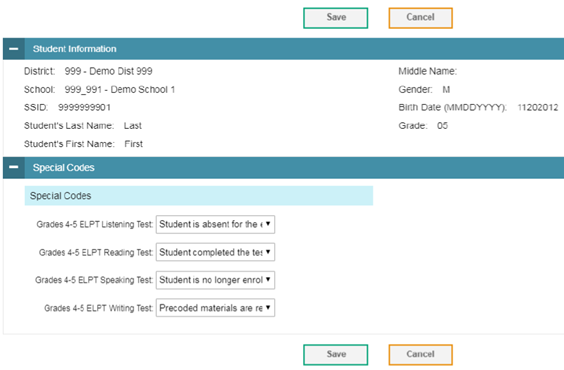 Save Cancel
Student Information
District: 999 - Demo Dist 999 Middle Name:
School: 999_991 - Demo School 1 Gender: M
SSID: 9999999901 Birth Date (MMDDYYYY): 11202012
Student's Last Name: Last Grade: 05
Student's First Name: First
Special Codes
Special Codes
Grades 4-5 ELPT Listening Test: Student is absent for the e
Grades 4-5 ELPT Reading Test: Student completed the tes
Grades 4-5 ELPT Speaking Test: Student is no longer enrol
Grades 4-5 ELPT Writing Test: Precoded materials are re
Save Cancel